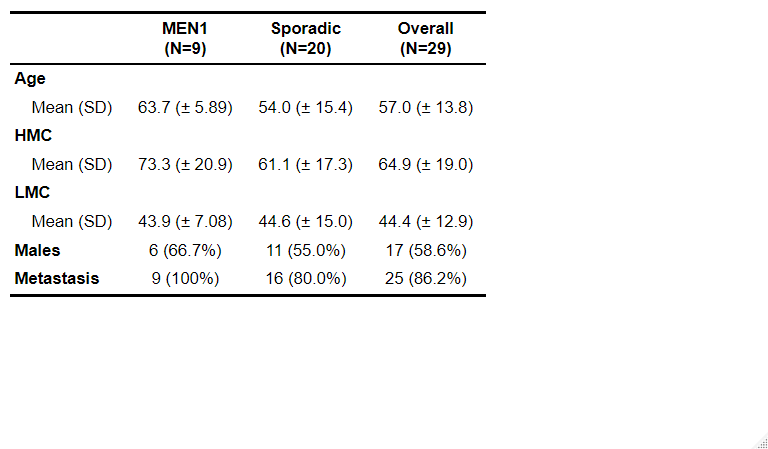 MEN1 Sporadic Overall
(N=9) (N=20) (N=29)
Age
Mean (SD) 63.7 (± 5.89) 54.0 (± 15.4) 57.0 (± 13.8)
HMC
Mean (SD) 73.3 (± 20.9) 61.1 (± 17.3) 64.9 (± 19.0)
LMC
Mean (SD) 43.9 (± 7.08) 44.6 (± 15.0) 44.4 (± 12.9)
Males 6 (66.7%) 11 (55.0%) 17 (58.6%)
Metastasis 9 (100%) 16 (80.0%) 25 (86.2%)